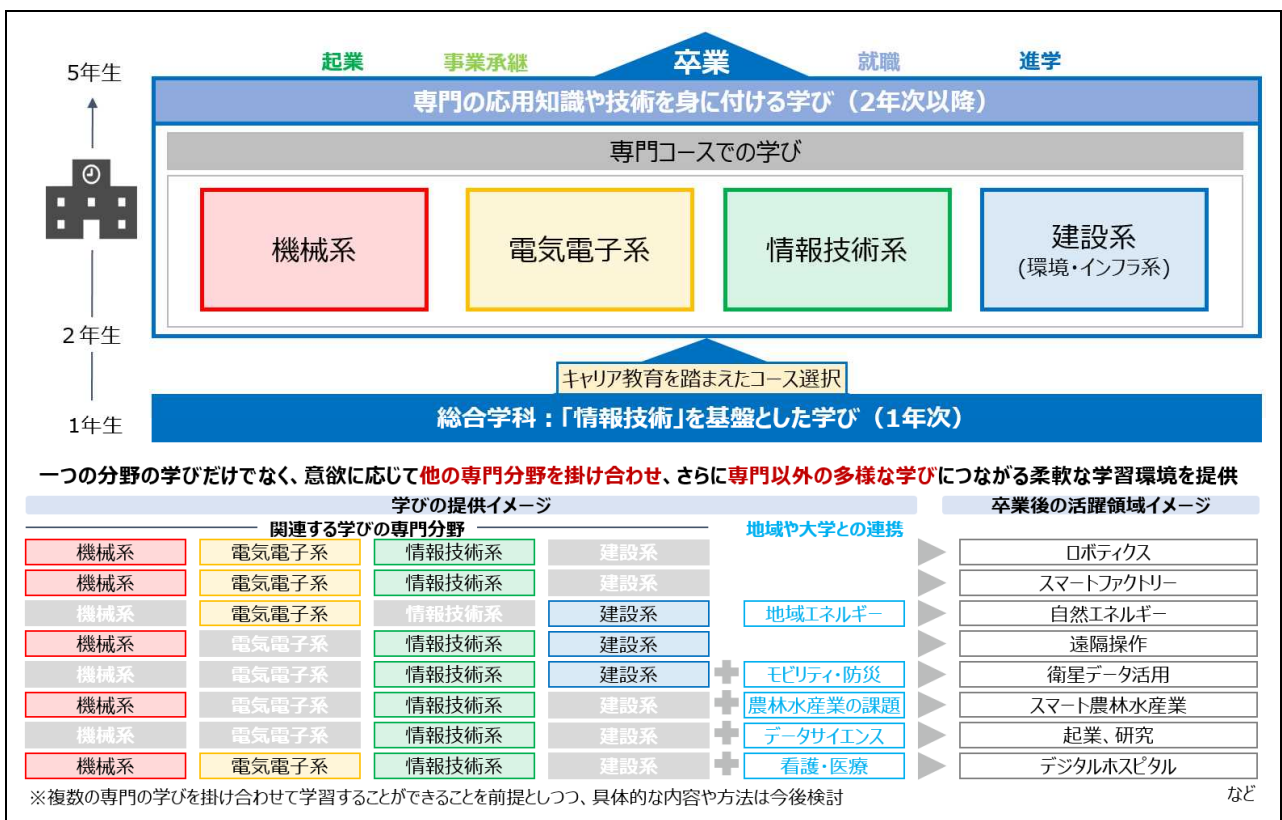 起業 事業承継 卒業 就職 進学
5年生
専門の応用知識や技術を身に付ける学び（2年次以降）
専門コースでの学び
機械系 電気電子系 情報技術系 建設系
(環境・インフラ系)
2年生
キャリア教育を踏まえたコース選択
総合学科：「情報技術」を基盤とした学び（1年次）
1年生
一つの分野の学びだけでなく、意欲に応じて他の専門分野を掛け合わせ、さらに専門以外の多様な学びにつながる柔軟な学習環境を提供
学びの提供イメージ 卒業後の活躍領域イメージ
関連する学びの専門分野 地域や大学との連携
機械系 電気電子系 情報技術系 建設系 ロボティクス
機械系 電気電子系 情報技術系 建設系 スマートファクトリー
機械系 電気電子系 情報技術系 建設系 地域エネルギー 自然エネルギー
機械系 電気電子系 情報技術系 建設系 遠隔操作
機械系 電気電子系 情報技術系 建設系 モビリティ・防災 衛星データ活用
機械系 電気電子系 情報技術系 建設系 農林水産業の課題 スマート農林水産業
機械系 電気電子系 情報技術系 建設系 データサイエンス 起業、研究
機械系 電気電子系 情報技術系 建設系 看護・医療 デジタルホスピタル
※複数の専門の学びを掛け合わせて学習することができることを前提としつつ、具体的な内容や方法は今後検討 など